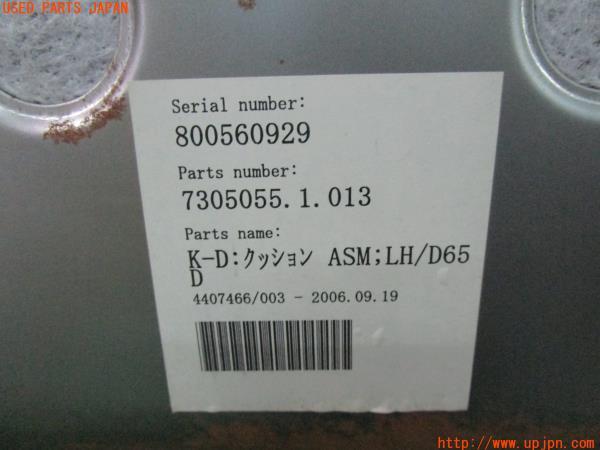 USED PARTS JAPAN
Serial number:
800560929
Parts number:
7305055.1.013
Parts name:
K-D:ｸｯｼｮﾝ ASM;LH/D65
D
4407466/003 - 2006.09.19
http://www.upjpn.com/